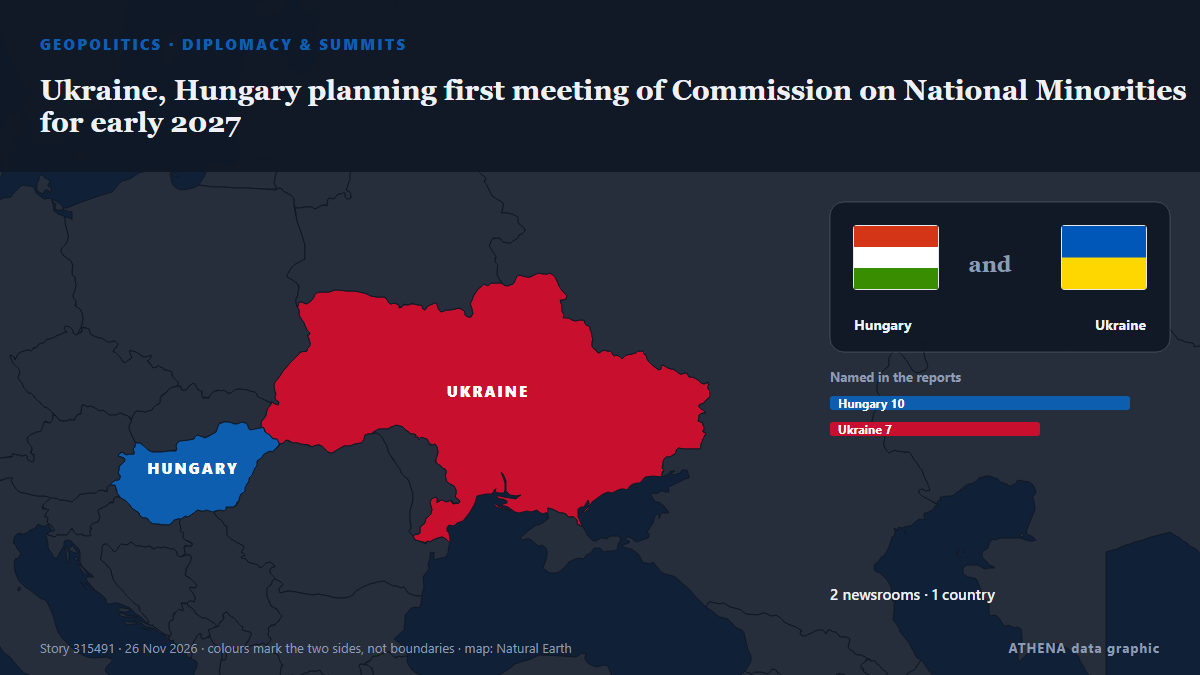 GEOPOLITICS · DIPLOMACY & SUMMITS
Ukraine, Hungary planning first meeting of Commission on National Minorities
for early 2027
and
Hungary
Ukraine
Named in the reports
Hungary 10
Ukraine 7
UKRAINE
HUNGARY
2 newsrooms · 1 country
Story 315491 · 26 Nov 2026 · colours mark the two sides, not boundaries · map: Natural Earth
ATHENA data graphic